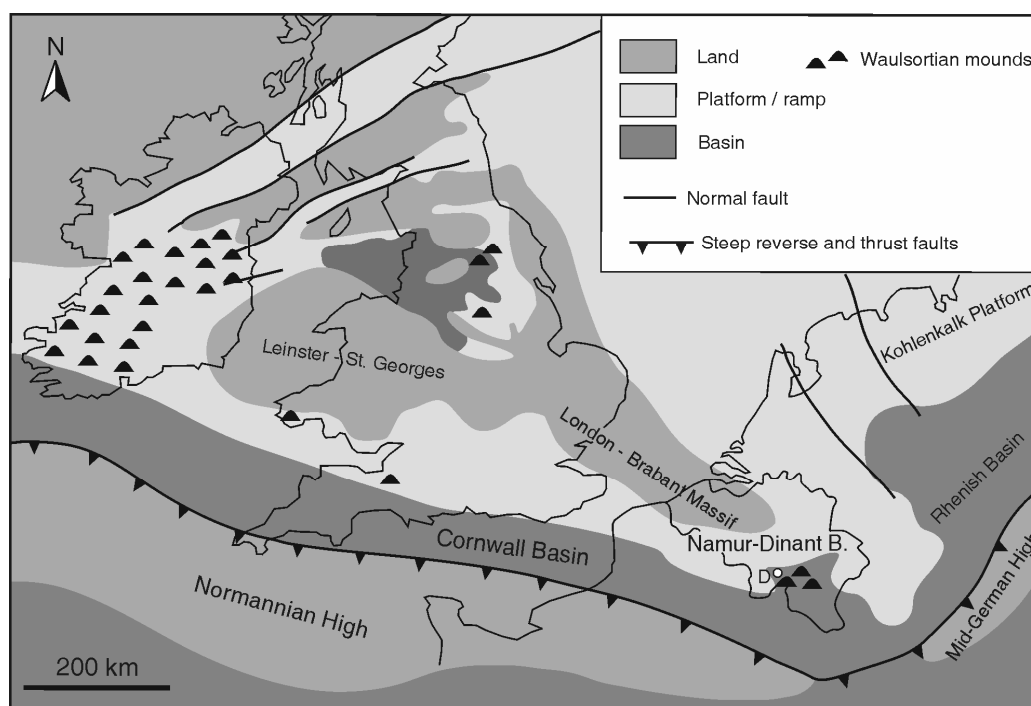 N
Land
Waulsortian mounds
Platform / ramp
Basin
Normal fault
Steep reverse and thrust faults
Kohlenkalk Platform
Leinster - St. Georges
London - Brabant Massif
Rhenish Basin
Cornwall Basin
Namur-Dinant B.
D
Normannian High
Mid-German High
200 km